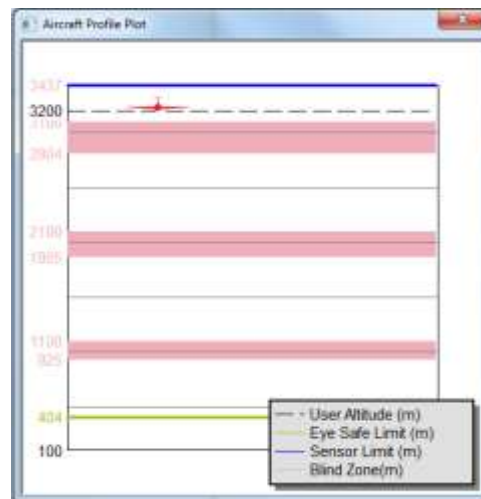 Aircraft Profile Plot
3437
3200
3100
2904
2100
1985
1100
925
404
100
User Altitude (m)
Eye Safe Limit (m)
Sensor Limit (m)
Blind Zone(m)